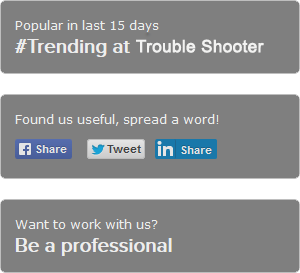 Popular in last 15 days
#Trending at Trouble Shooter
Found us useful, spread a word!
Share Tweet in Share
Want to work with us?
Be a professional